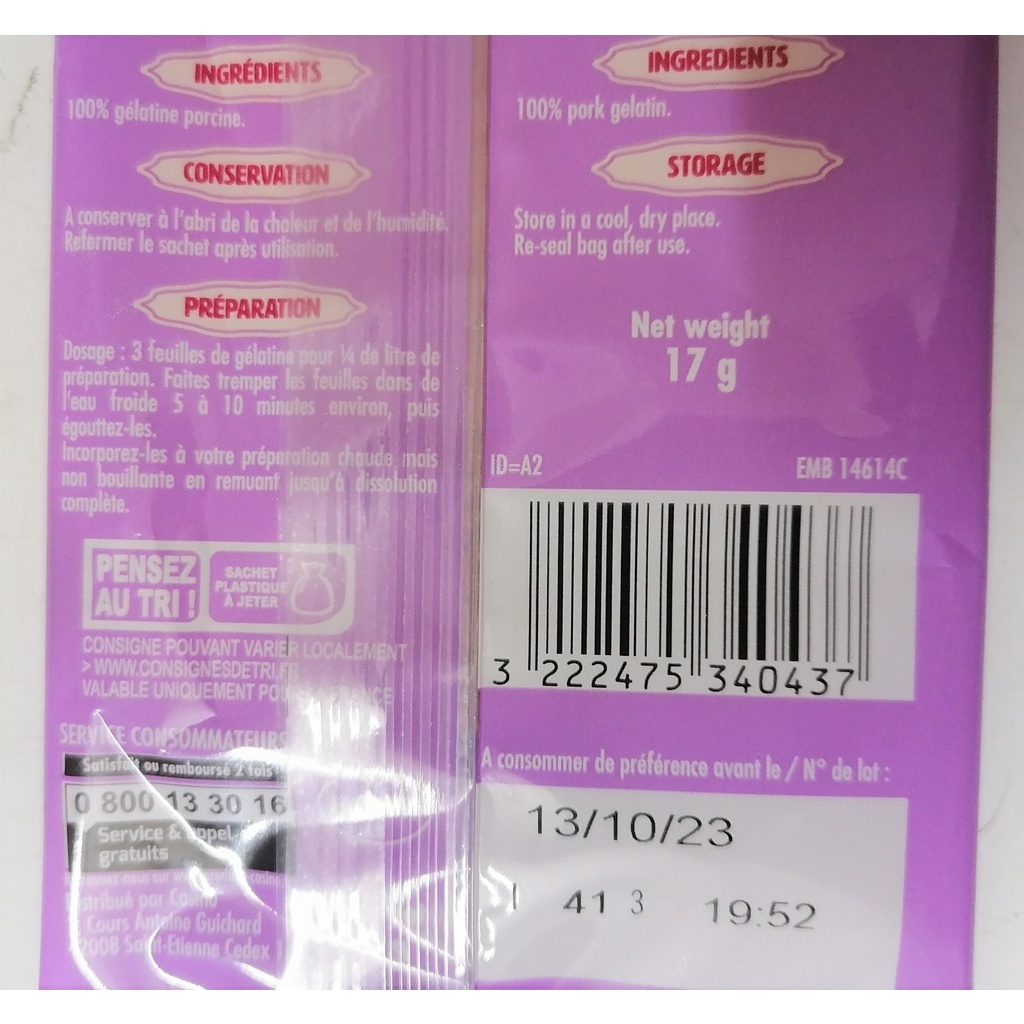 INGRÉDIENTS
100% gélatine porcine.
CONSERVATION
A conserver à l'abri de la chaleur et de l'humidité.
Refermer le sachet après utilisation.
PRÉPARATION
Dosage : 3 feuilles de gélatine pour ¼ de litre de
préparation. Faites tremper les feuilles dans de
l'eau froide 5 à 10 minutes environ, puis
égouttez-les.
Incorporez-les à votre préparation chaude mais
non bouillante en remuant jusqu'à dissolution
complète.
PENSEZ
AU TRI !
SACHET
PLASTIQUE
À JETER
CONSIGNE POUVANT VARIER LOCALEMENT
> WWW.CONSIGNESDETRI.FR
VALABLE UNIQUEMENT POUR LA FRANCE
SERVICE CONSOMMATEURS
Satisfait ou remboursé 2 fois
0 800 13 30 16
Service & appel
gratuits
distribué par Casino
Cours Antoine Guichard
2008 Saint-Etienne Cedex
INGREDIENTS
100% pork gelatin.
STORAGE
Store in a cool, dry place.
Re-seal bag after use.
Net weight
17 g
ID=A2
EMB 14614C
3 222475 340437
A consommer de préférence avant le / N° de lot :
13/10/23
41 3 19:52